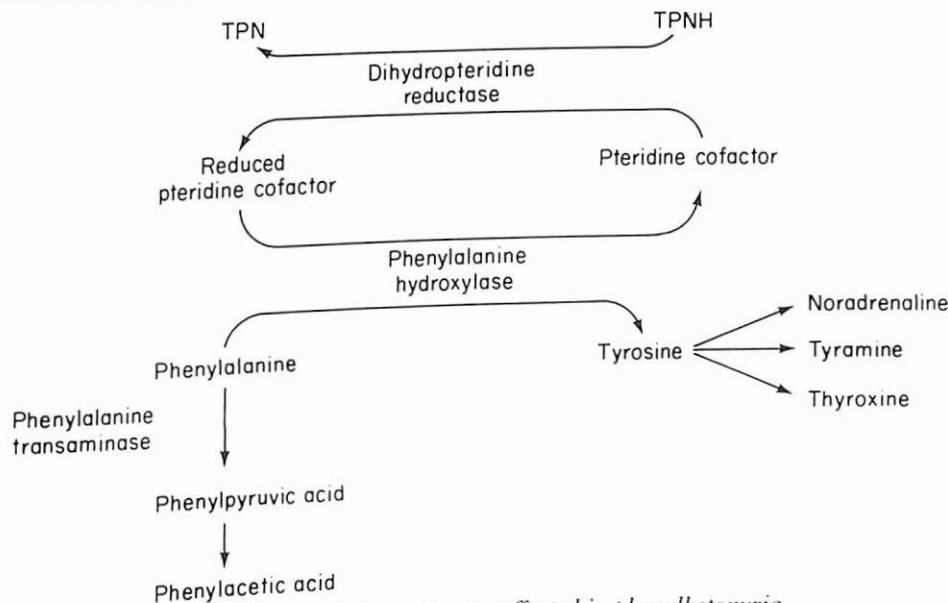 TPN
TPNH
Dihydropteridine
reductase
Reduced
pteridine cofactor
Pteridine cofactor
Phenylalanine
hydroxylase
Noradrenaline
Phenylalanine
Tyrosine
Tyramine
Thyroxine
Phenylalanine
transaminase
Phenylpyruvic acid
Phenylacetic acid